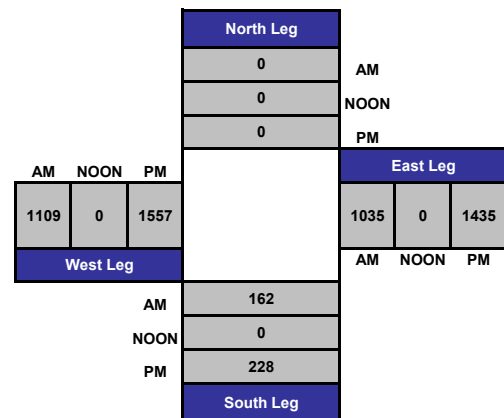 North Leg
0
AM
0
NOON
0
PM
AM NOON PM
East Leg
1109 0 1557
1035 0 1435
West Leg
AM NOON PM
AM
162
NOON
0
PM
228
South Leg